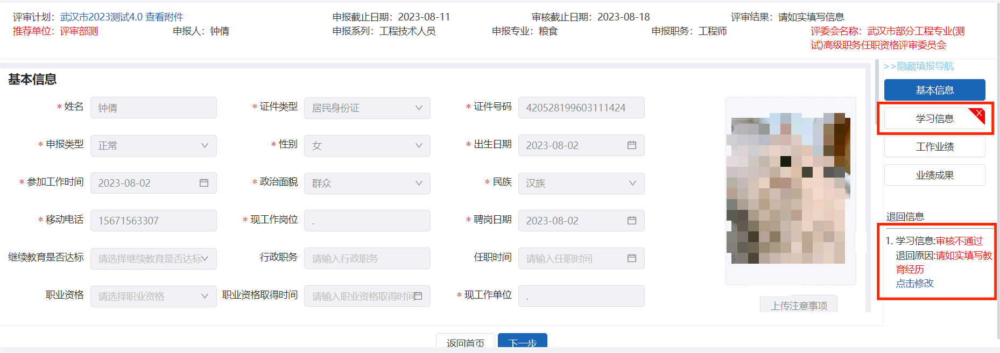 评审计划：武汉市2023测试4.0 查看附件 申报截止日期：2023-08-11 审核截止日期：2023-08-18 评审结果：请如实填写信息
推荐单位：评审部测 申报人：钟倩 申报系列：工程技术人员 申报专业：粮食 申报职务：工程师 评委会名称：武汉市部分工程专业(测
试)高级职务任职资格评审委员会
基本信息
* 姓名 钟倩 * 证件类型 居民身份证 * 证件号码 420528199603111424
* 申报类型 正常 * 性别 女 * 出生日期 2023-08-02
* 参加工作时间 2023-08-02 * 政治面貌 群众 * 民族 汉族
* 移动电话 15671563307 * 现工作岗位 . * 聘岗日期 2023-08-02
继续教育是否达标 请选择继续教育是否达标 行政职务 请输入行政职务 任职时间 请输入任职时间
职业资格 请选择职业资格 职业资格取得时间 请输入职业资格取得时间 * 现工作单位 .
上传注意事项
返回首页 下一步
>>隐藏填报导航
基本信息
学习信息 X
工作业绩
业绩成果
退回信息
1. 学习信息:审核不通过
退回原因:请如实填写教
育经历
点击修改